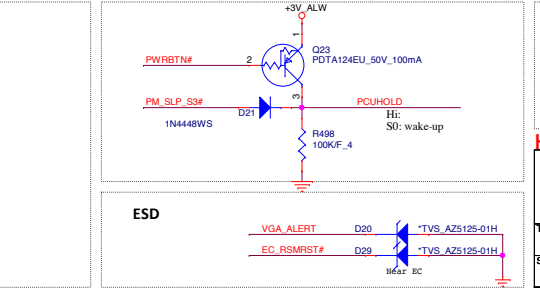 +3V_ALW
1
Q23
PDTA124EU_50V_100mA
PWRBTN#
2
3
PM_SLP_S3#
D21
PCUHOLD
1N4448WS
Hi:
S0: wake-up
R498
100K/F_4
ESD
VGA_ALERT
D20
*TVS_AZ5125-01H
EC_RSMRST#
D29
*TVS_AZ5125-01H
Near EC